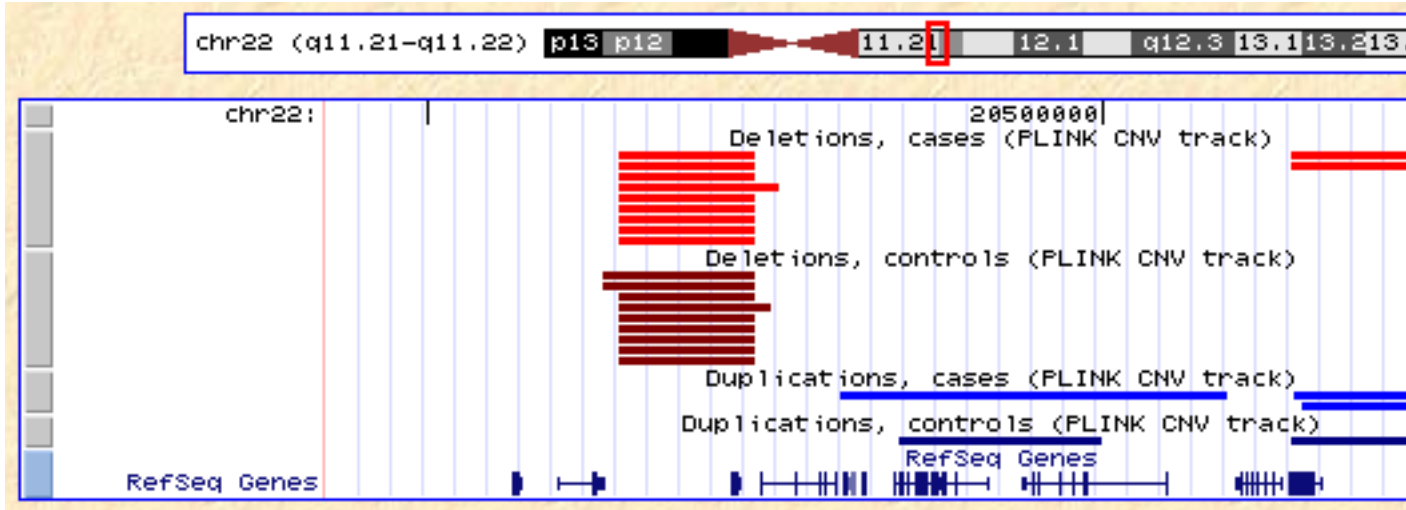 chr22 (q11.21-q11.22) p13 p12 11.21 12.1 q12.3 13.1 13.2 13.
chr22: 20500000|
Deletions, cases (PLINK CNV track)
Deletions, controls (PLINK CNV track)
Duplications, cases (PLINK CNV track)
Duplications, controls (PLINK CNV track)
RefSeq Genes
RefSeq Genes